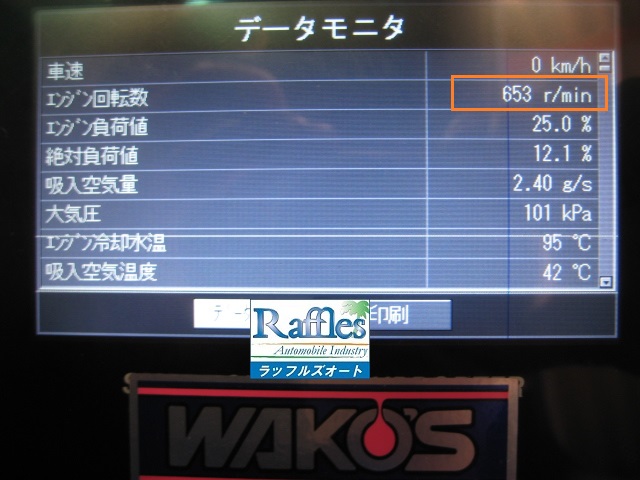 データモニタ
車速 0 km/h
ｴﾝｼﾞﾝ回転数 653 r/min
ｴﾝｼﾞﾝ負荷値 25.0 %
絶対負荷値 12.1 %
吸入空気量 2.40 g/s
大気圧 101 kPa
ｴﾝｼﾞﾝ冷却水温 95 ℃
吸入空気温度 42 ℃
印刷
Raffles
Automobile Industry
ラッフルズオート
WAKO'S